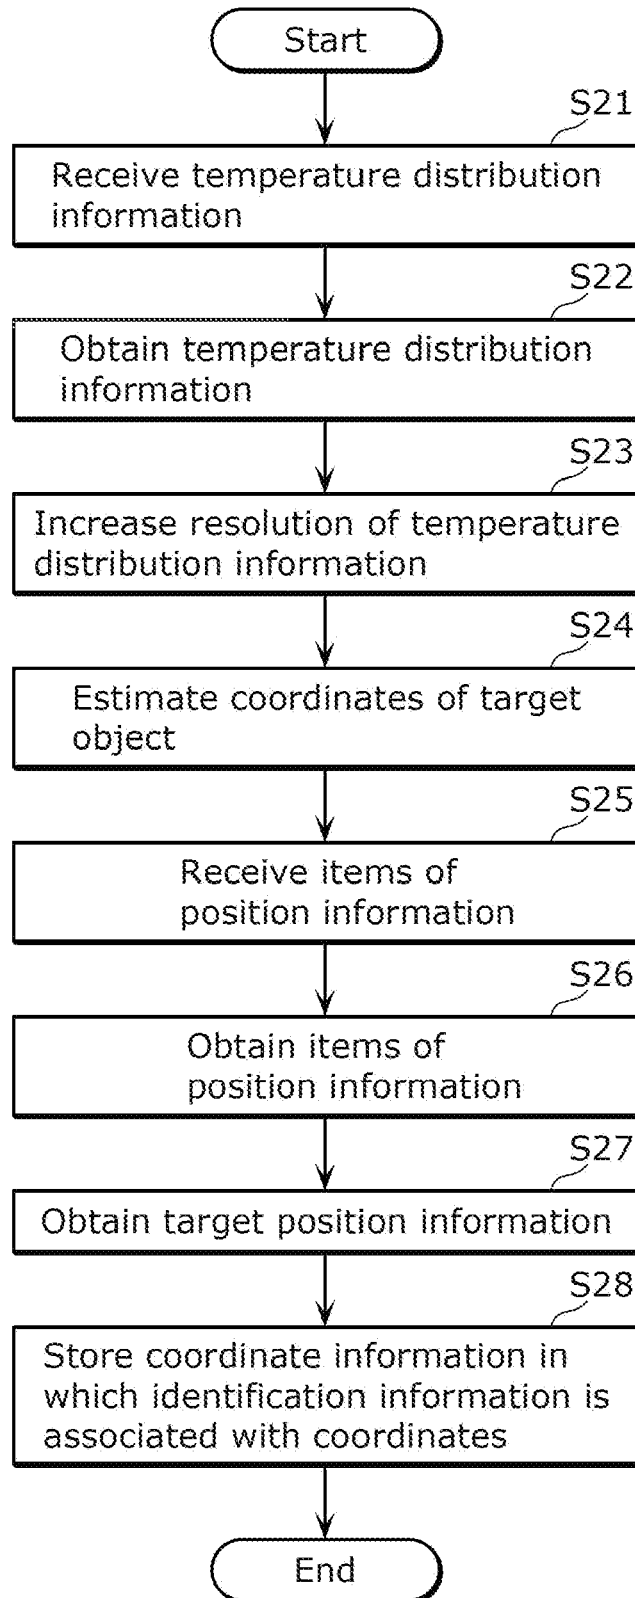 Start
S21
Receive temperature distribution
information
S22
Obtain temperature distribution
information
S23
Increase resolution of temperature
distribution information
S24
Estimate coordinates of target
object
S25
Receive items of
position information
S26
Obtain items of
position information
S27
Obtain target position information
S28
Store coordinate information in
which identification information is
associated with coordinates
End